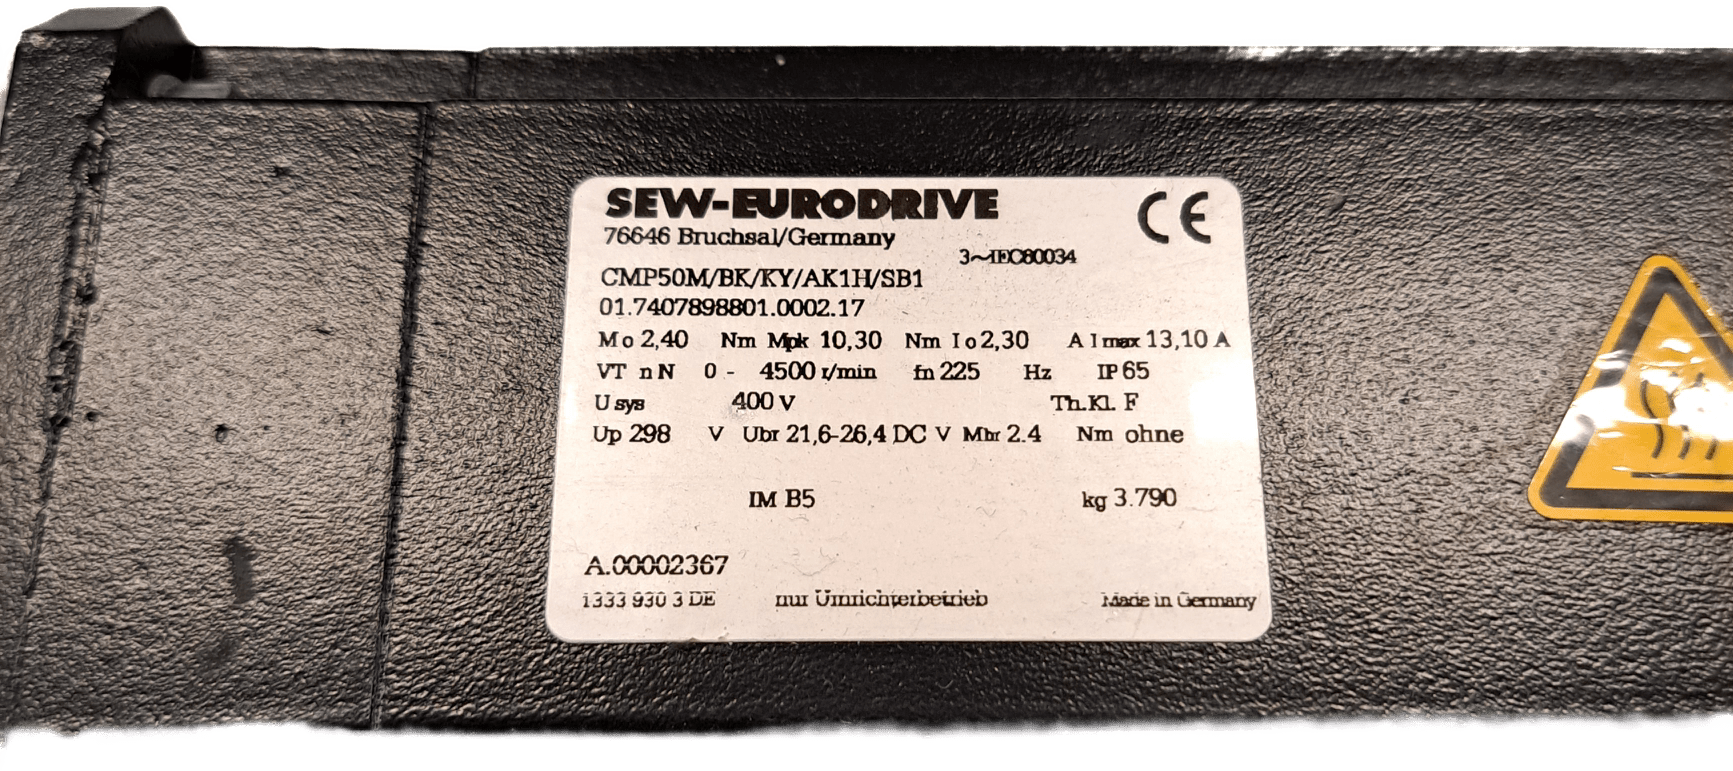 SEW-EURODRIVE CE
76646 Bruchsal/Germany
3~IEC60034
CMP50M/BK/KY/AK1H/SB1
01.7407898801.0002.17
Mo 2,40 Nm Mpk 10,30 Nm Io 2,30 A Imax 13,10 A
VT nN 0 - 4500 r/min fn 225 Hz IP 65
Usys 400 V Th.Kl. F
Up 298 V Ubr 21,6-26,4 DC V Mbr 2.4 Nm ohne
IM B5 kg 3.790
A.00002367
1333 930 3 DE nur Umrichterbetrieb Made in Germany